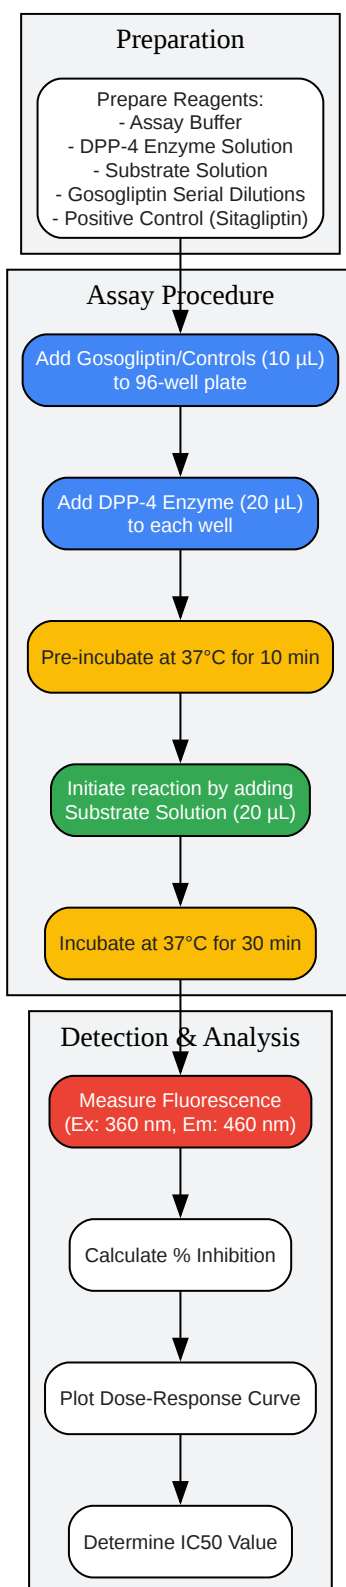 Preparation
Prepare Reagents:
- Assay Buffer
- DPP-4 Enzyme Solution
- Substrate Solution
- Gosogliptin Serial Dilutions
- Positive Control (Sitagliptin)
Assay Procedure
Add Gosogliptin/Controls (10 µL)
to 96-well plate
Add DPP-4 Enzyme (20 µL)
to each well
Pre-incubate at 37°C for 10 min
Initiate reaction by adding
Substrate Solution (20 µL)
Incubate at 37°C for 30 min
Detection & Analysis
Measure Fluorescence
(Ex: 360 nm, Em: 460 nm)
Calculate % Inhibition
Plot Dose-Response Curve
Determine IC50 Value